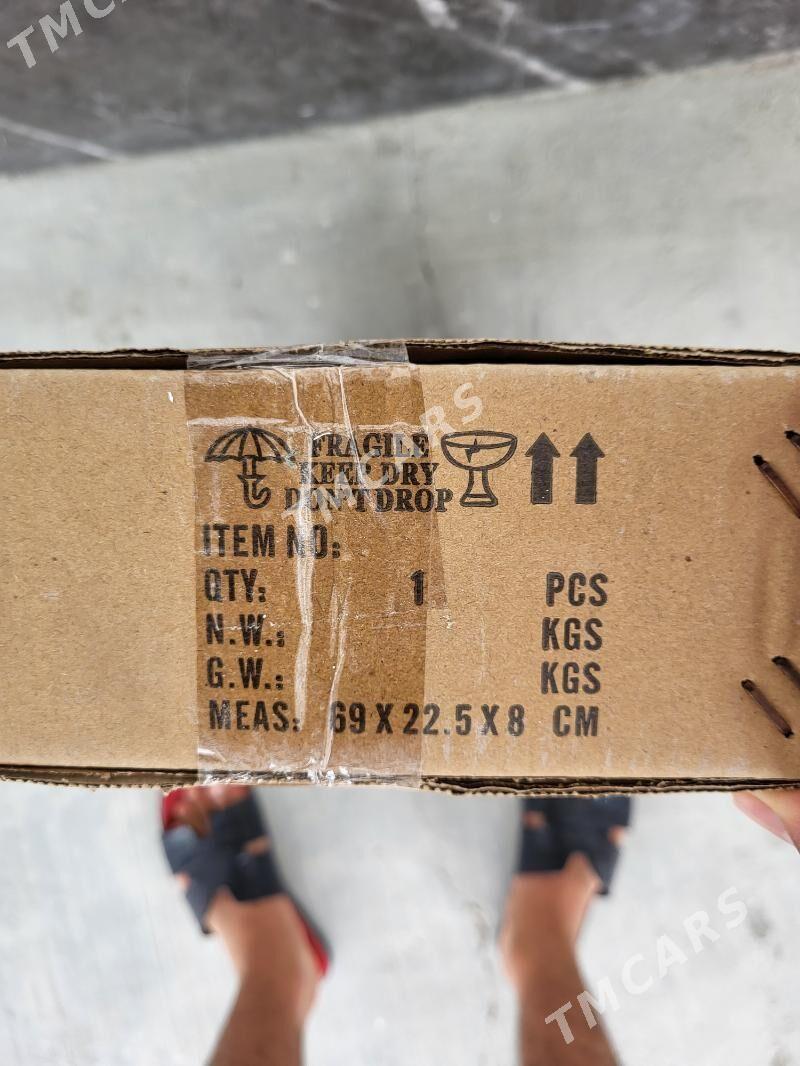 TMCARS
FRAGILE
KEEP DRY
DON'T DROP
TMCARS
ITEM NO:
QTY: 1 PCS
N.W.: KGS
G.W.: KGS
MEAS: 69 X 22.5 X 8 CM
TMCARS